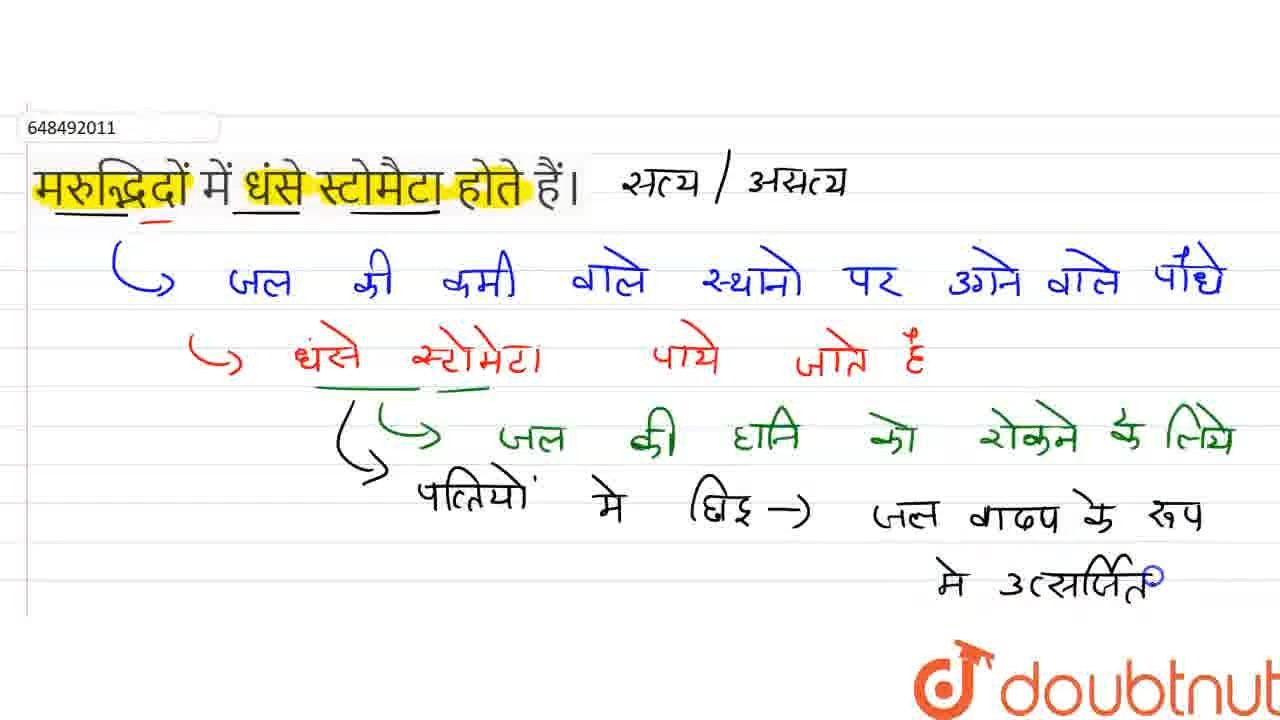 648492011
मरुद्भिदों में धंसे स्टोमैटा होते हैं। सत्य / असत्य
जल की कमी वाले स्थानो पर उगने वाले पौधे
धंसे स्टोमेटा पाये जाते है
जल की हानि को रोकने के लिये
पत्तियों मे छिद्र → जल वाष्प के रूप
मे उत्सर्जित
doubtnut